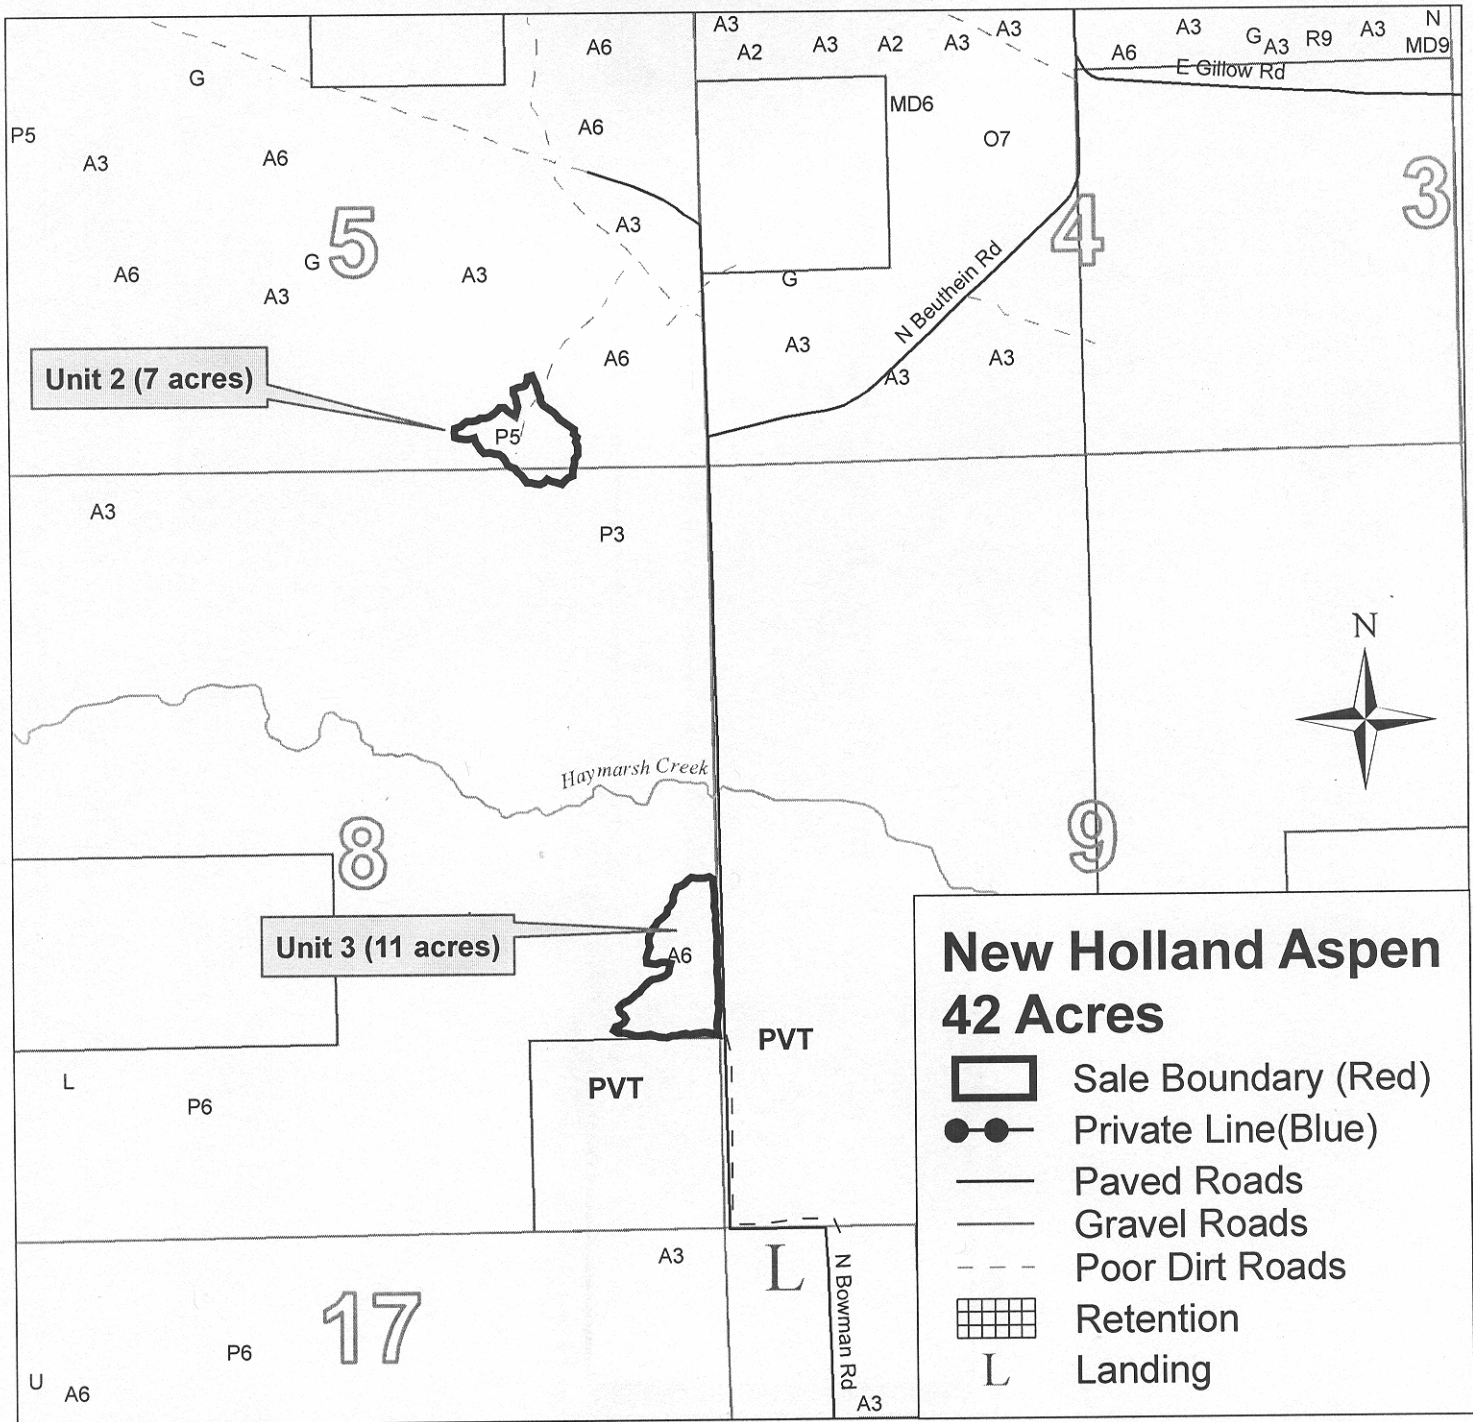 A3 A3 A3 N
A6 A2 A3 A2 A3 A6 G A3 R9 MD9
E Gillow Rd
G
MD6
P5 A6 O7
A3 A6
3
5 A3 4
G
A6 A3 A3 G
N Beuthein Rd
A6 A3 A3
Unit 2 (7 acres) A3
P5
A3
P3
N
Haymarsh Creek
8 9
Unit 3 (11 acres) A6
PVT
L PVT
P6
A3
L
N Bowman Rd
17
P6
U A6 A3
New Holland Aspen
42 Acres
Sale Boundary (Red)
Private Line(Blue)
Paved Roads
Gravel Roads
Poor Dirt Roads
Retention
L Landing